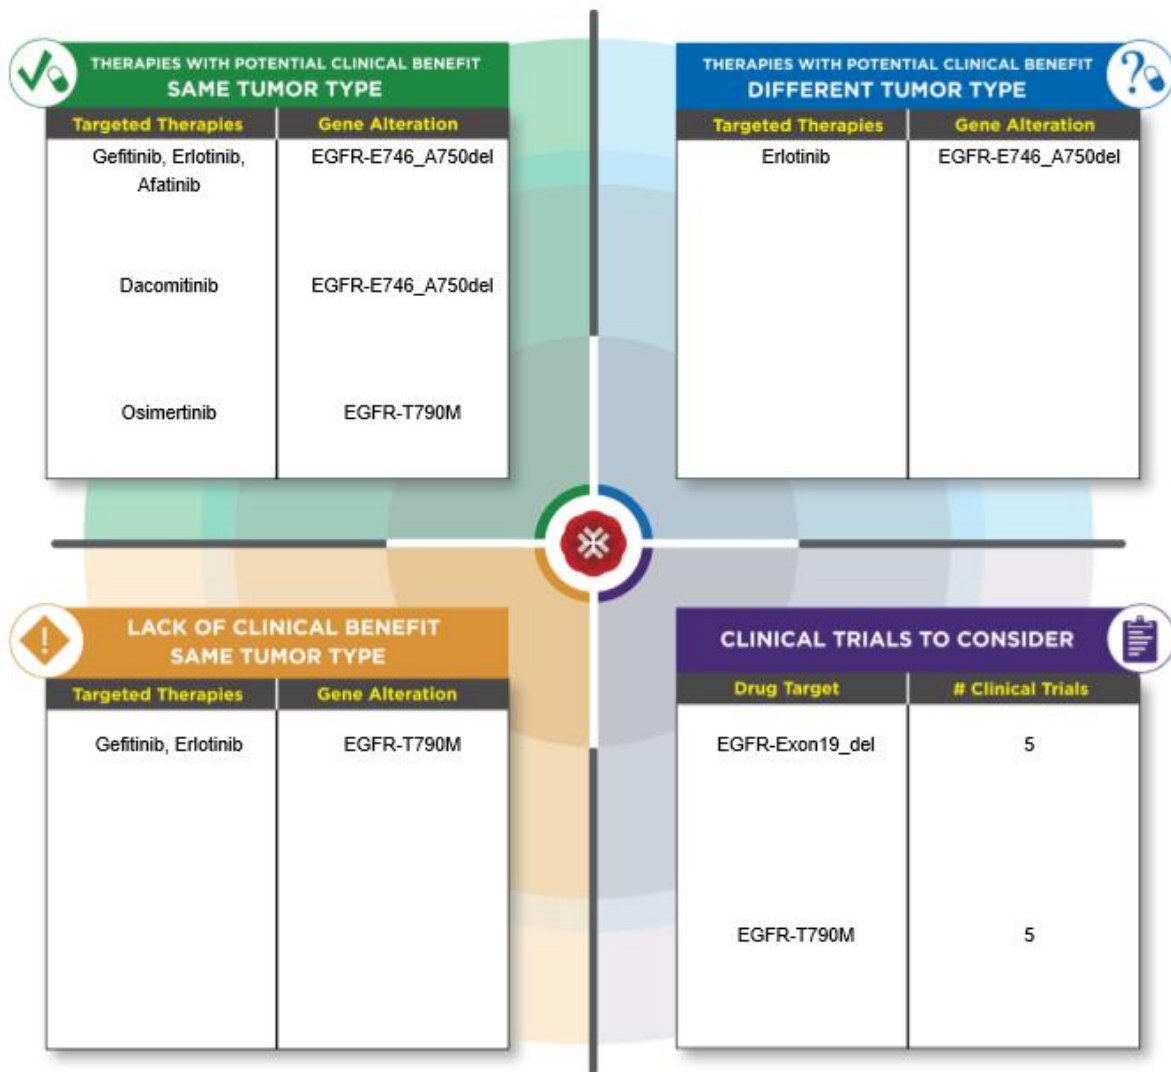 THERAPIES WITH POTENTIAL CLINICAL BENEFIT
SAME TUMOR TYPE
Targeted Therapies Gene Alteration
Gefitinib, Erlotinib, EGFR-E746_A750del
Afatinib
Dacomitinib EGFR-E746_A750del
Osimertinib EGFR-T790M
THERAPIES WITH POTENTIAL CLINICAL BENEFIT
DIFFERENT TUMOR TYPE
Targeted Therapies Gene Alteration
Erlotinib EGFR-E746_A750del
LACK OF CLINICAL BENEFIT
SAME TUMOR TYPE
Targeted Therapies Gene Alteration
Gefitinib, Erlotinib EGFR-T790M
CLINICAL TRIALS TO CONSIDER
Drug Target # Clinical Trials
EGFR-Exon19_del 5
EGFR-T790M 5